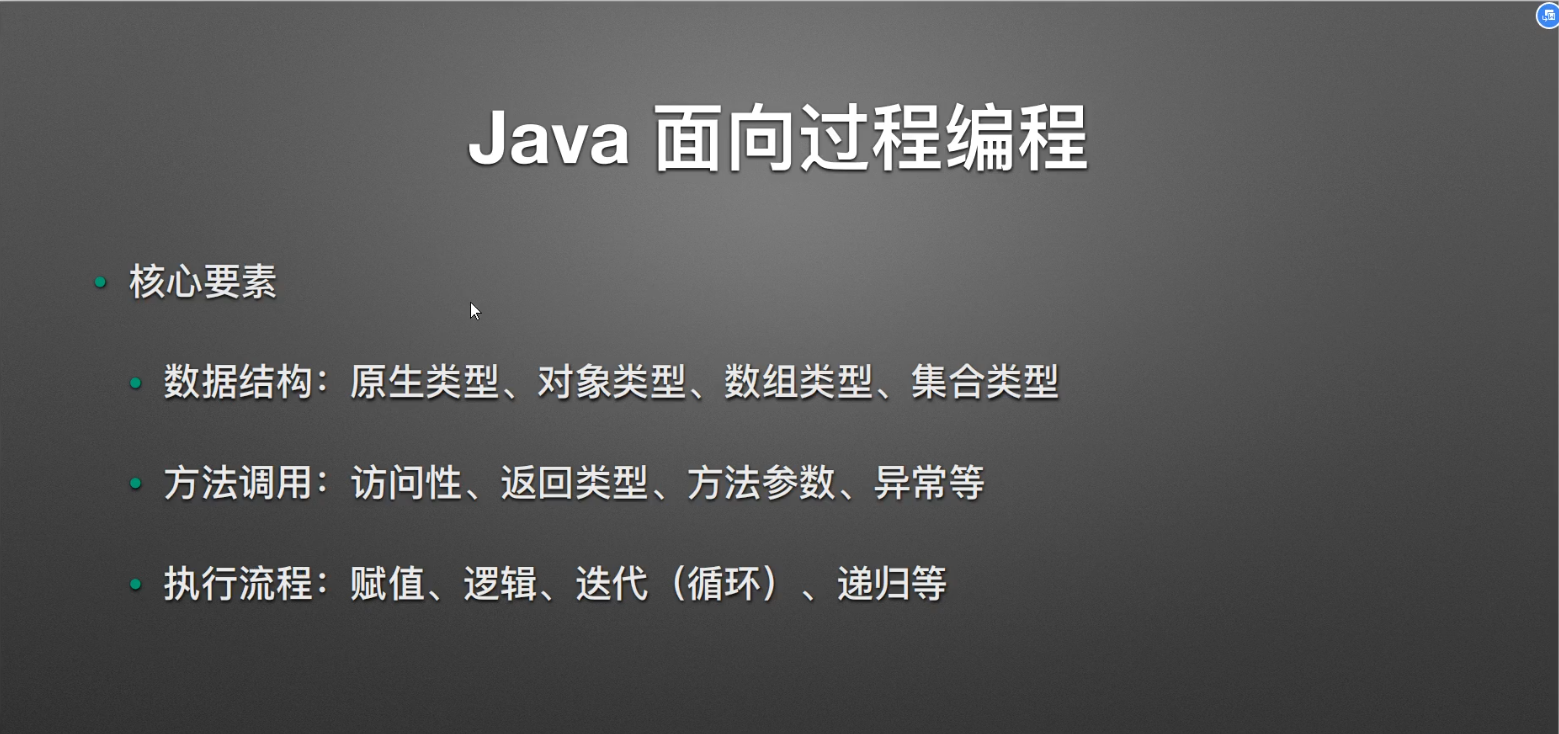 Java 面向过程编程
核心要素
数据结构：原生类型、对象类型、数组类型、集合类型
方法调用：访问性、返回类型、方法参数、异常等
执行流程：赋值、逻辑、迭代（循环）、递归等